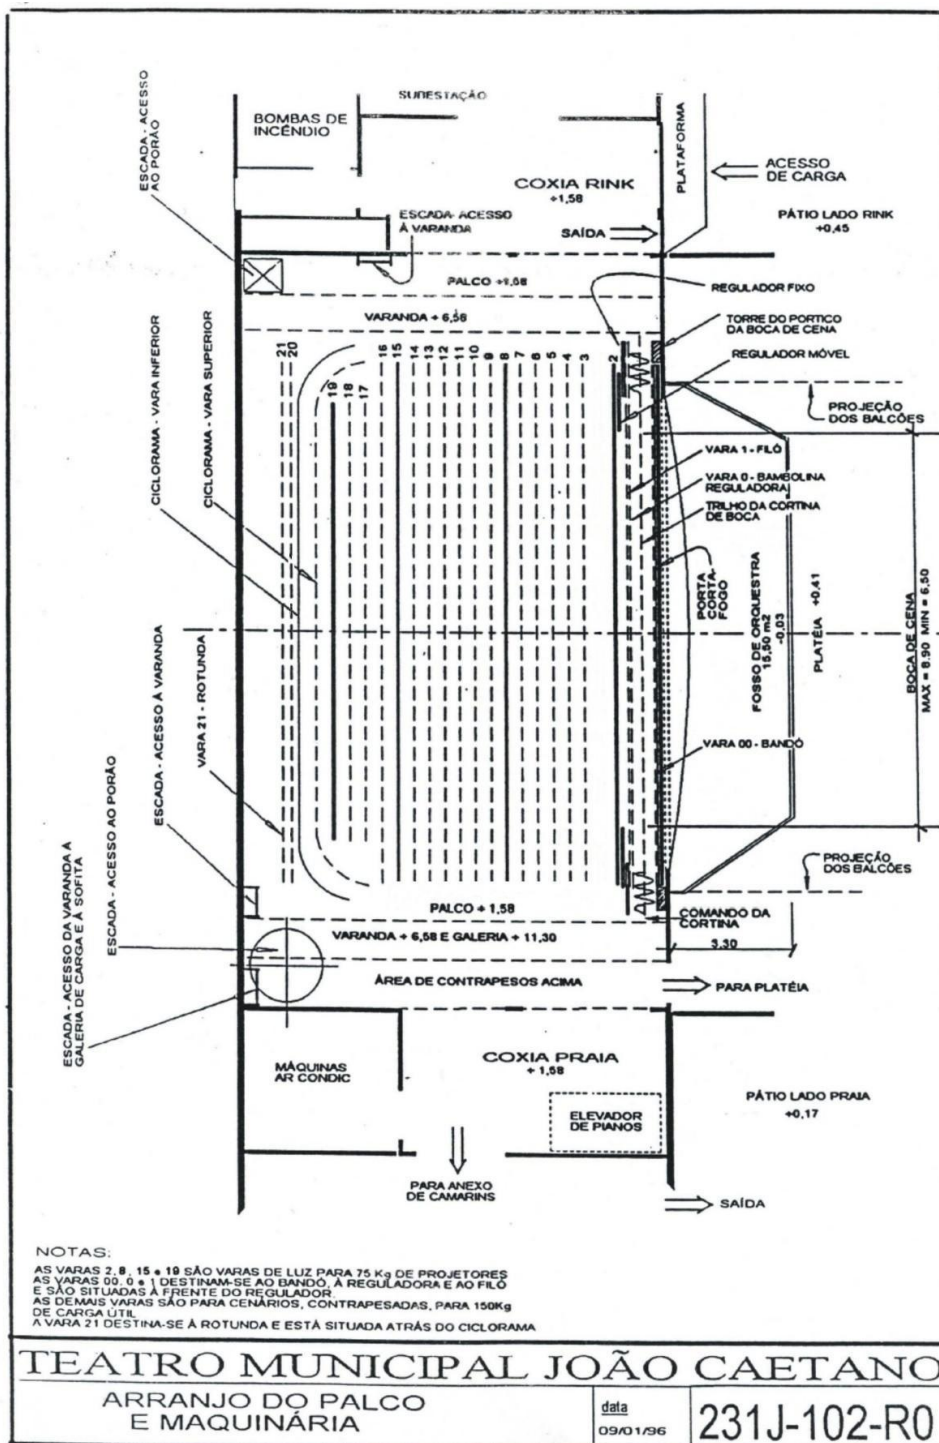 SUBESTAÇÃO
BOMBAS DE
INCÊNDIO
ESCADA - ACESSO
AO PORÃO
PLATAFORMA
ACESSO
DE CARGA
COXIA RINK
+1,58
PÁTIO LADO RINK
+0,45
ESCADA- ACESSO
À VARANDA
SAÍDA
PALCO +1,58
REGULADOR FIXO
VARANDA + 6,58
TORRE DO PORTICO
DA BOCA DE CENA
REGULADOR MÓVEL
21
20
19
18
17
16
15
14
13
12
11
10
9
8
7
6
5
4
3
2
CICLORAMA - VARA INFERIOR
CICLORAMA - VARA SUPERIOR
PROJEÇÃO
DOS BALCÕES
VARA 1 - FILÓ
VARA 0 - BAMBOLINA
REGULADORA
TRILHO DA CORTINA
DE BOCA
PORTA
CORTA-
FOGO
FOSSO DE ORQUESTRA
15,50 m2
-0,03
PLATÉIA +0,41
BOCA DE CENA
MAX = 8.90 MIN = 6,50
VARA 00 - BANDÔ
VARA 21 - ROTUNDA
ESCADA - ACESSO À VARANDA
ESCADA - ACESSO AO PORÃO
ESCADA - ACESSO DA VARANDA À
GALERIA DE CARGA E À SOFITA
PROJEÇÃO
DOS BALCÕES
PALCO + 1,58
COMANDO DA
CORTINA
VARANDA + 6,58 E GALERIA + 11,30
3,30
ÁREA DE CONTRAPESOS ACIMA
PARA PLATÉIA
COXIA PRAIA
+ 1,58
MÁQUINAS
AR CONDIC
PÁTIO LADO PRAIA
+0,17
ELEVADOR
DE PIANOS
PARA ANEXO
DE CAMARINS
SAÍDA
NOTAS:
AS VARAS 2, 8, 15 e 19 SÃO VARAS DE LUZ PARA 75 Kg DE PROJETORES
AS VARAS 00, 0 e 1 DESTINAM-SE AO BANDÔ, À REGULADORA E AO FILÓ
E SÃO SITUADAS À FRENTE DO REGULADOR.
AS DEMAIS VARAS SÃO PARA CENÁRIOS, CONTRAPESADAS, PARA 150Kg
DE CARGA ÚTIL
A VARA 21 DESTINA-SE À ROTUNDA E ESTÁ SITUADA ATRÁS DO CICLORAMA
TEATRO MUNICIPAL JOÃO CAETANO
ARRANJO DO PALCO
E MAQUINÁRIA
data
09/01/96
231J-102-R0